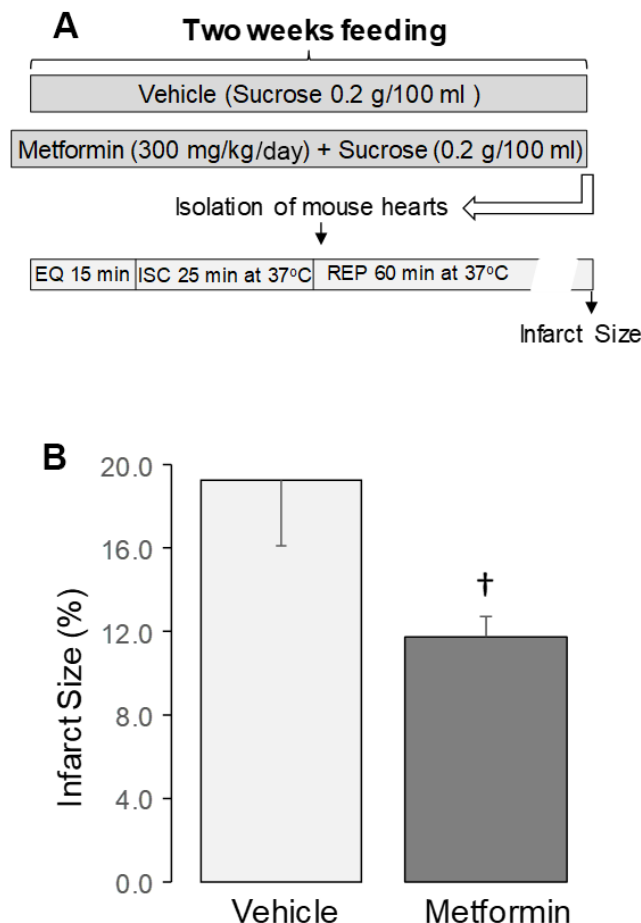 A
Two weeks feeding
Vehicle (Sucrose 0.2 g/100 ml )
Metformin (300 mg/kg/day) + Sucrose (0.2 g/100 ml)
Isolation of mouse hearts
EQ 15 min ISC 25 min at 37°C REP 60 min at 37°C
Infarct Size
B
20.0
16.0
12.0
8.0
4.0
0.0
Infarct Size (%)
†
Vehicle Metformin